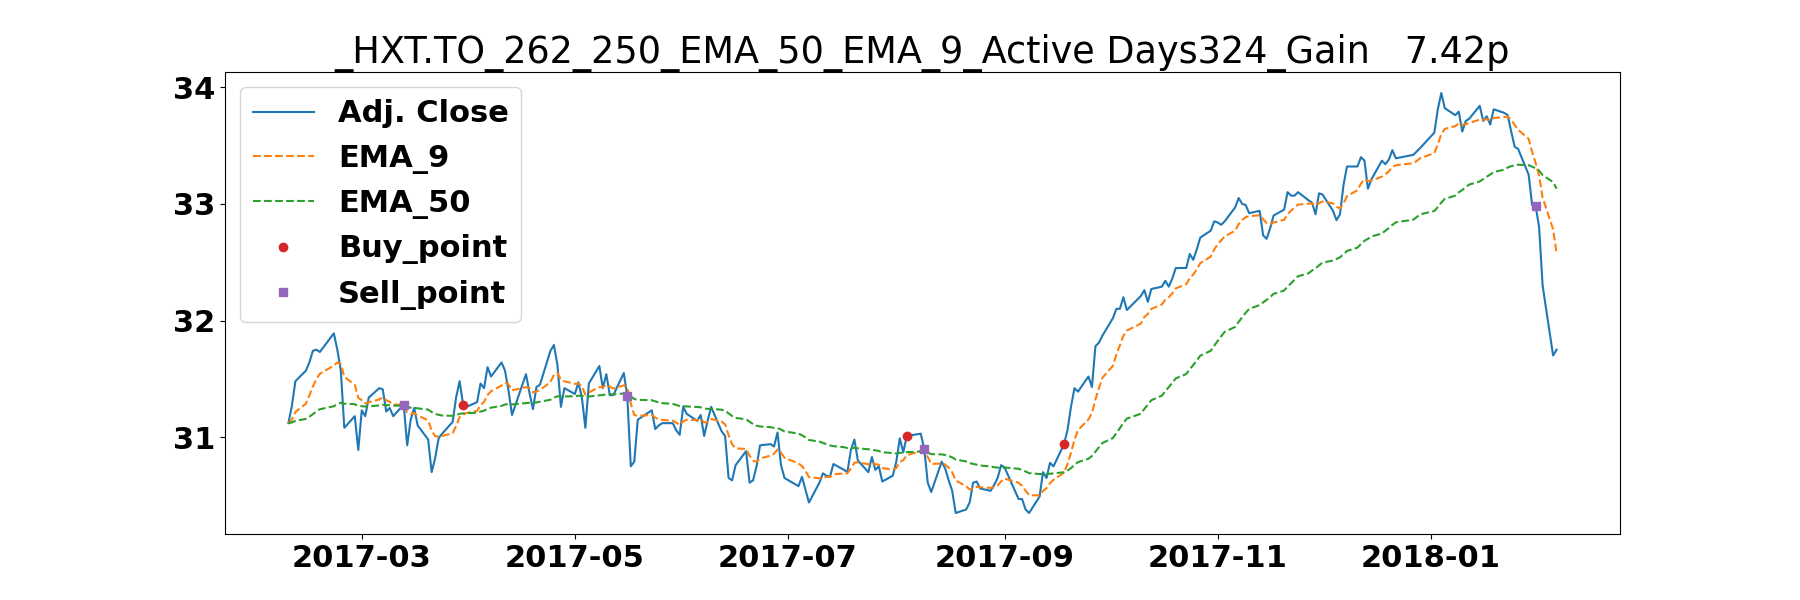 _HXT.TO_262_250_EMA_50_EMA_9_Active Days324_Gain   7.42p
34
33
32
31
Adj. Close
EMA_9
EMA_50
Buy_point
Sell_point
2017-03 2017-05 2017-07 2017-09 2017-11 2018-01